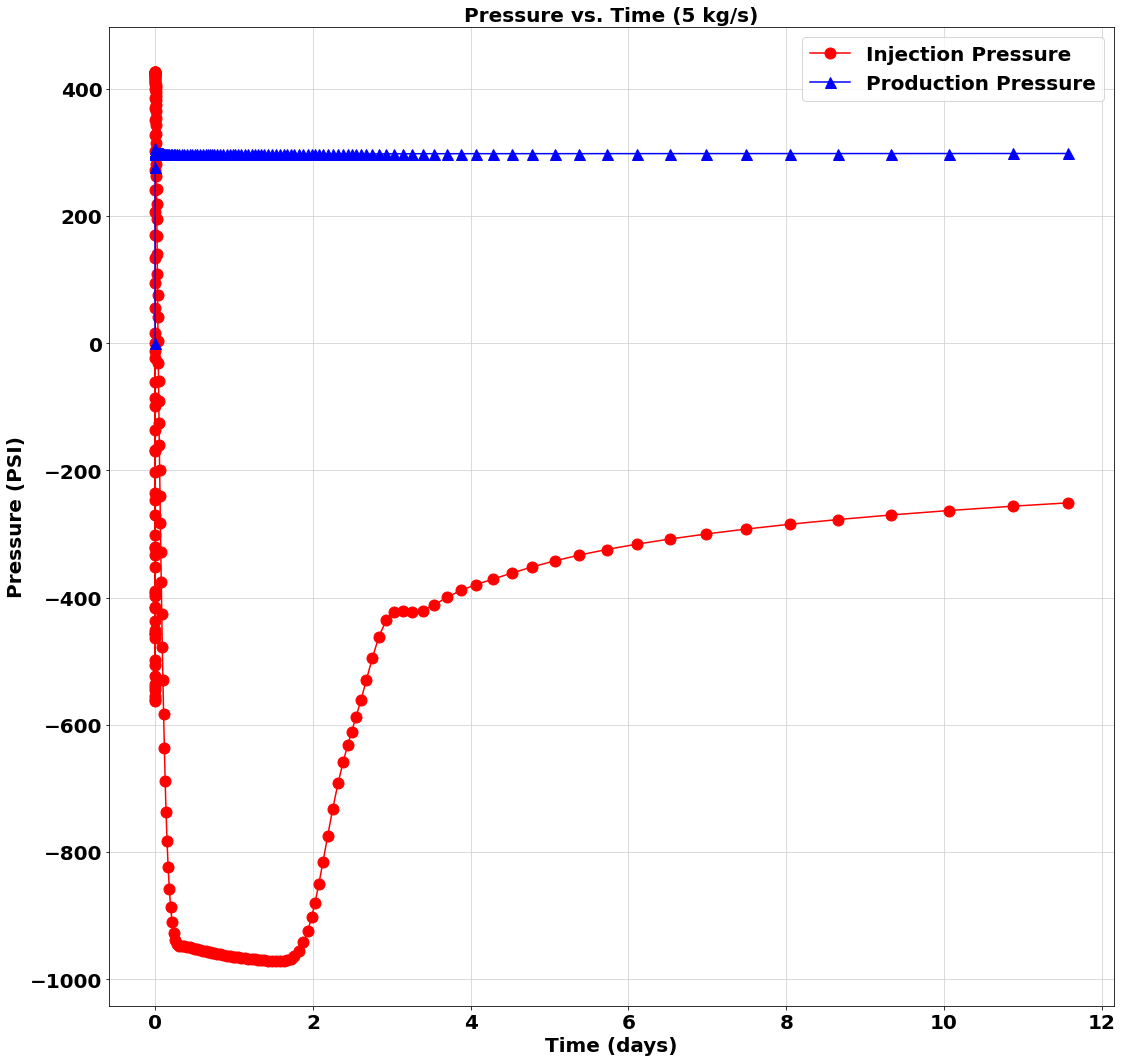 Pressure vs. Time (5 kg/s)
Injection Pressure
Production Pressure
Pressure (PSI)
400
200
0
−200
−400
−600
−800
−1000
0 2 4 6 8 10 12
Time (days)